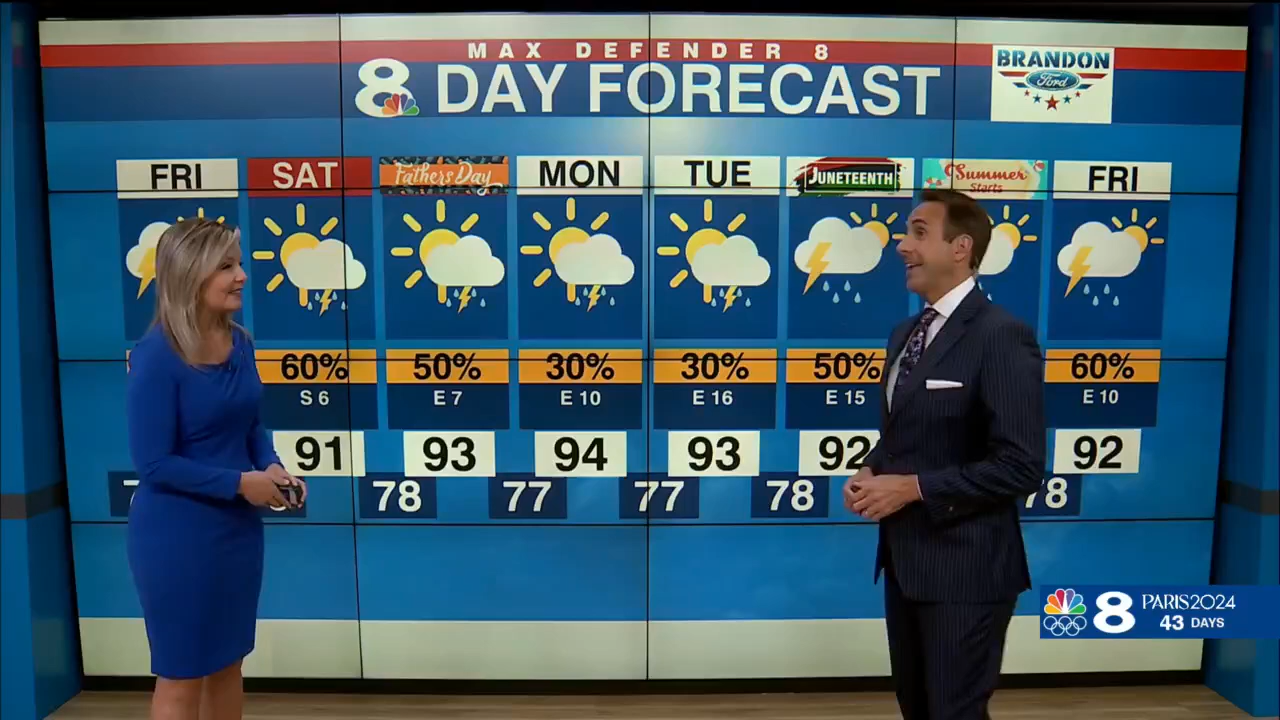 MAX DEFENDER 8
8 DAY FORECAST
BRANDON
Ford
FRI SAT Father's Day MON TUE JUNETEENTH Summer Starts FRI
60% 50% 30% 30% 50% 60%
S 6 E 7 E 10 E 16 E 15 E 10
91 93 94 93 92 92
78 77 77 78 78
8 PARIS2024
43 DAYS